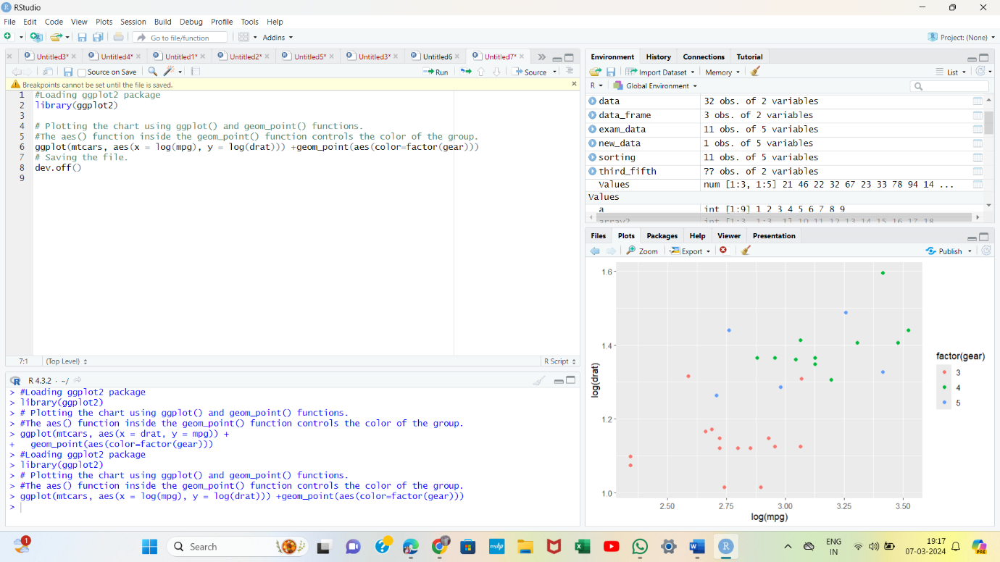 RStudio
File Edit Code View Plots Session Build Debug Profile Tools Help
Go to file/function Addins Project: (None)
Untitled3* Untitled4* Untitled1* Untitled2* Untitled5* Untitled3* Untitled6 Untitled7*
Source on Save Run Source
Breakpoints cannot be set until the file is saved.
1 #Loading ggplot2 package
2 library(ggplot2)
3
4 # Plotting the chart using ggplot() and geom_point() functions.
5 #The aes() function inside the geom_point() function controls the color of the group.
6 ggplot(mtcars, aes(x = log(mpg), y = log(drat))) +geom_point(aes(color=factor(gear)))
7 # Saving the file.
8 dev.off()
9
7:1 (Top Level) R Script
R 4.3.2 · ~/
> #Loading ggplot2 package
> library(ggplot2)
> # Plotting the chart using ggplot() and geom_point() functions.
> #The aes() function inside the geom_point() function controls the color of the group.
> ggplot(mtcars, aes(x = drat, y = mpg)) +
+ geom_point(aes(color=factor(gear)))
> #Loading ggplot2 package
> library(ggplot2)
> # Plotting the chart using ggplot() and geom_point() functions.
> #The aes() function inside the geom_point() function controls the color of the group.
> ggplot(mtcars, aes(x = log(mpg), y = log(drat))) +geom_point(aes(color=factor(gear)))
>
Environment History Connections Tutorial
Import Dataset Memory List
R Global Environment
data 32 obs. of 2 variables
data_frame 3 obs. of 2 variables
exam_data 11 obs. of 5 variables
new_data 1 obs. of 5 variables
sorting 11 obs. of 5 variables
third_fifth ?? obs. of 2 variables
Values num [1:3, 1:5] 21 46 22 32 67 23 33 78 94 14 ...
Values
a int [1:9] 1 2 3 4 5 6 7 8 9
array2 int [1:3, 1:3, 1] 10 11 12 13 14 15 16 17 18
Files Plots Packages Help Viewer Presentation
Zoom Export Publish
1.6
1.4
1.2
1.0
log(drat)
2.50 2.75 3.00 3.25 3.50
log(mpg)
factor(gear)
3
4
5
1 Search myhp W R ENG IN 19:17 07-03-2024 PRE